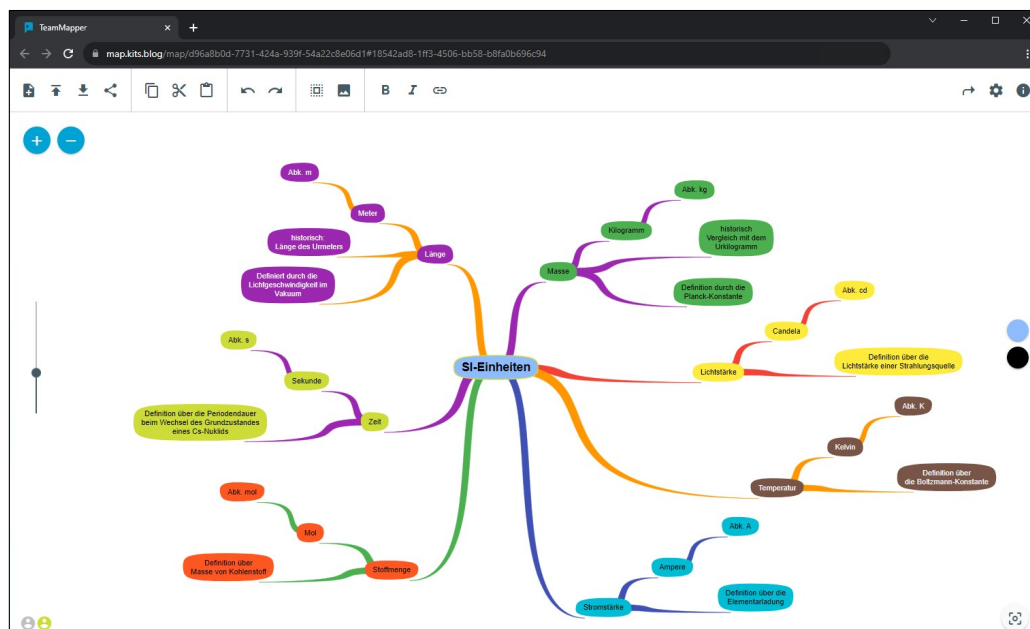 TeamMapper
map.kits.blog/map/d96a8b0d-7731-424a-939f-54a22c8e06d1#18542ad8-1ff3-4506-bb58-b8fa0b696c94
B I
SI-Einheiten
Länge
Meter
Abk. m
historisch:
Länge des Urmeters
Definiert durch die
Lichtgeschwindigkeit im
Vakuum
Zeit
Sekunde
Abk. s
Definition über die Periodendauer
beim Wechsel des Grundzustandes
eines Cs-Nuklids
Stoffmenge
Mol
Abk. mol
Definition über
Masse von Kohlenstoff
Masse
Kilogramm
Abk. kg
historisch
Vergleich mit dem
Urkilogramm
Definition durch die
Planck-Konstante
Lichtstärke
Candela
Abk. cd
Definition über die
Lichtstärke einer Strahlungsquelle
Temperatur
Kelvin
Abk. K
Definition über
die Boltzmann-Konstante
Stromstärke
Ampere
Abk. A
Definition über die
Elementarladung